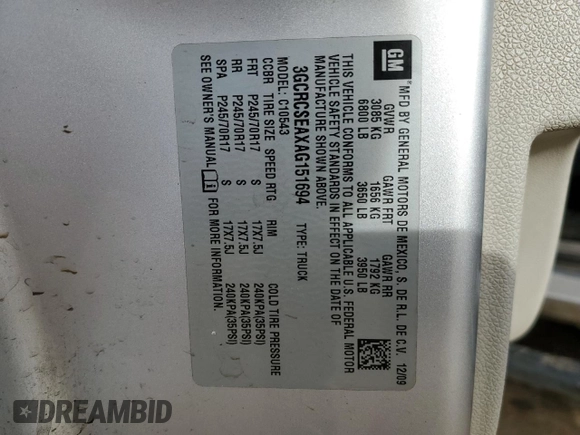 GM
MFD BY GENERAL MOTORS DE MEXICO, S. DE R.L. DE C.V. 12/09
GVWR GAWR FRT GAWR RR
3085 KG 1656 KG 1792 KG
6800 LB 3650 LB 3950 LB
THIS VEHICLE CONFORMS TO ALL APPLICABLE U.S. FEDERAL MOTOR
VEHICLE SAFETY STANDARDS IN EFFECT ON THE DATE OF
MANUFACTURE SHOWN ABOVE.
3GCRCSEAXAG151694 TYPE: TRUCK
MODEL: C10543
CCBR TIRE SIZE SPEED RTG RIM COLD TIRE PRESSURE
FRT P245/70R17 S 17X7.5J 240KPA(35PSI)
RR P245/70R17 S 17X7.5J 240KPA(35PSI)
SPA P245/70R17 S 17X7.5J 240KPA(35PSI)
SEE OWNER'S MANUAL i FOR MORE INFORMATION.
DREAMBID